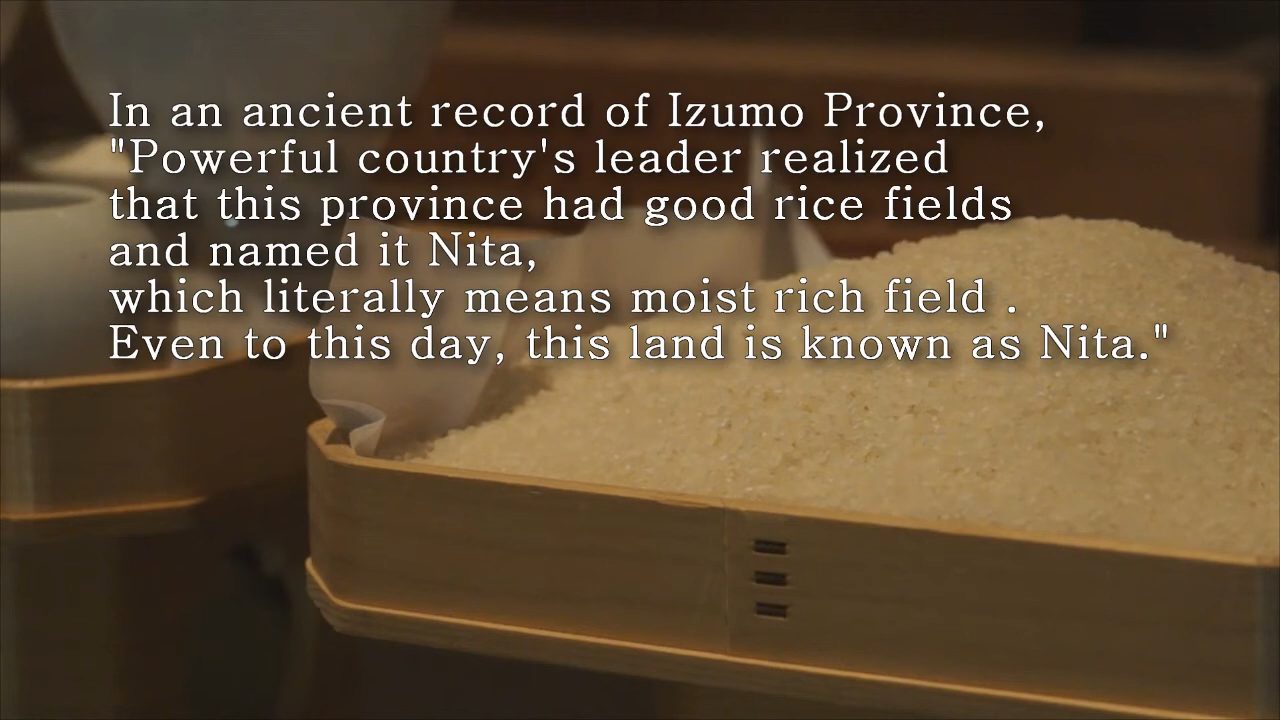 In an ancient record of Izumo Province,
"Powerful country's leader realized
that this province had good rice fields
and named it Nita,
which literally means moist rich field .
Even to this day, this land is known as Nita."